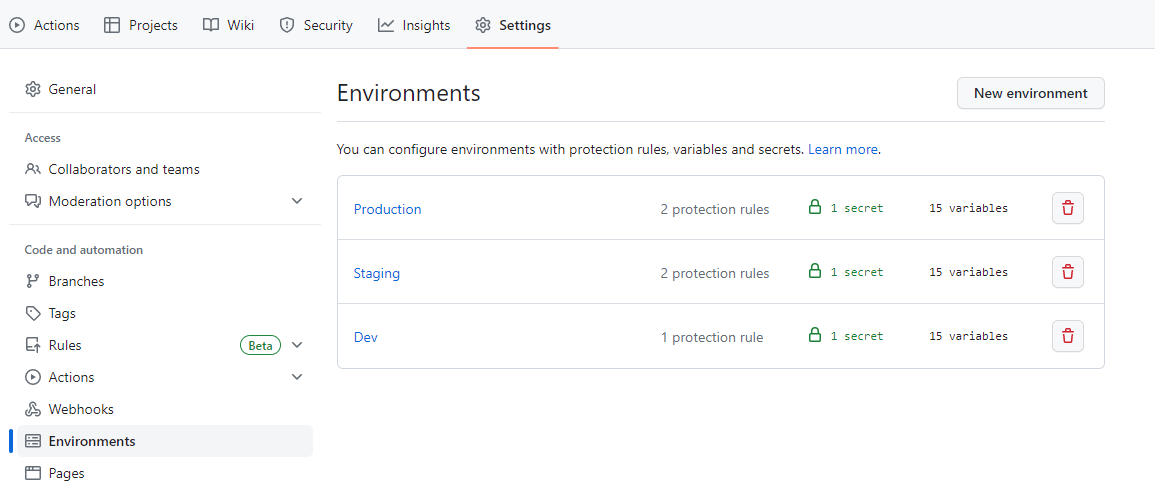 Actions Projects Wiki Security Insights Settings
General
Access
Collaborators and teams
Moderation options
Code and automation
Branches
Tags
Rules Beta
Actions
Webhooks
Environments
Pages
Environments New environment
You can configure environments with protection rules, variables and secrets. Learn more.
Production 2 protection rules 1 secret 15 variables
Staging 2 protection rules 1 secret 15 variables
Dev 1 protection rule 1 secret 15 variables